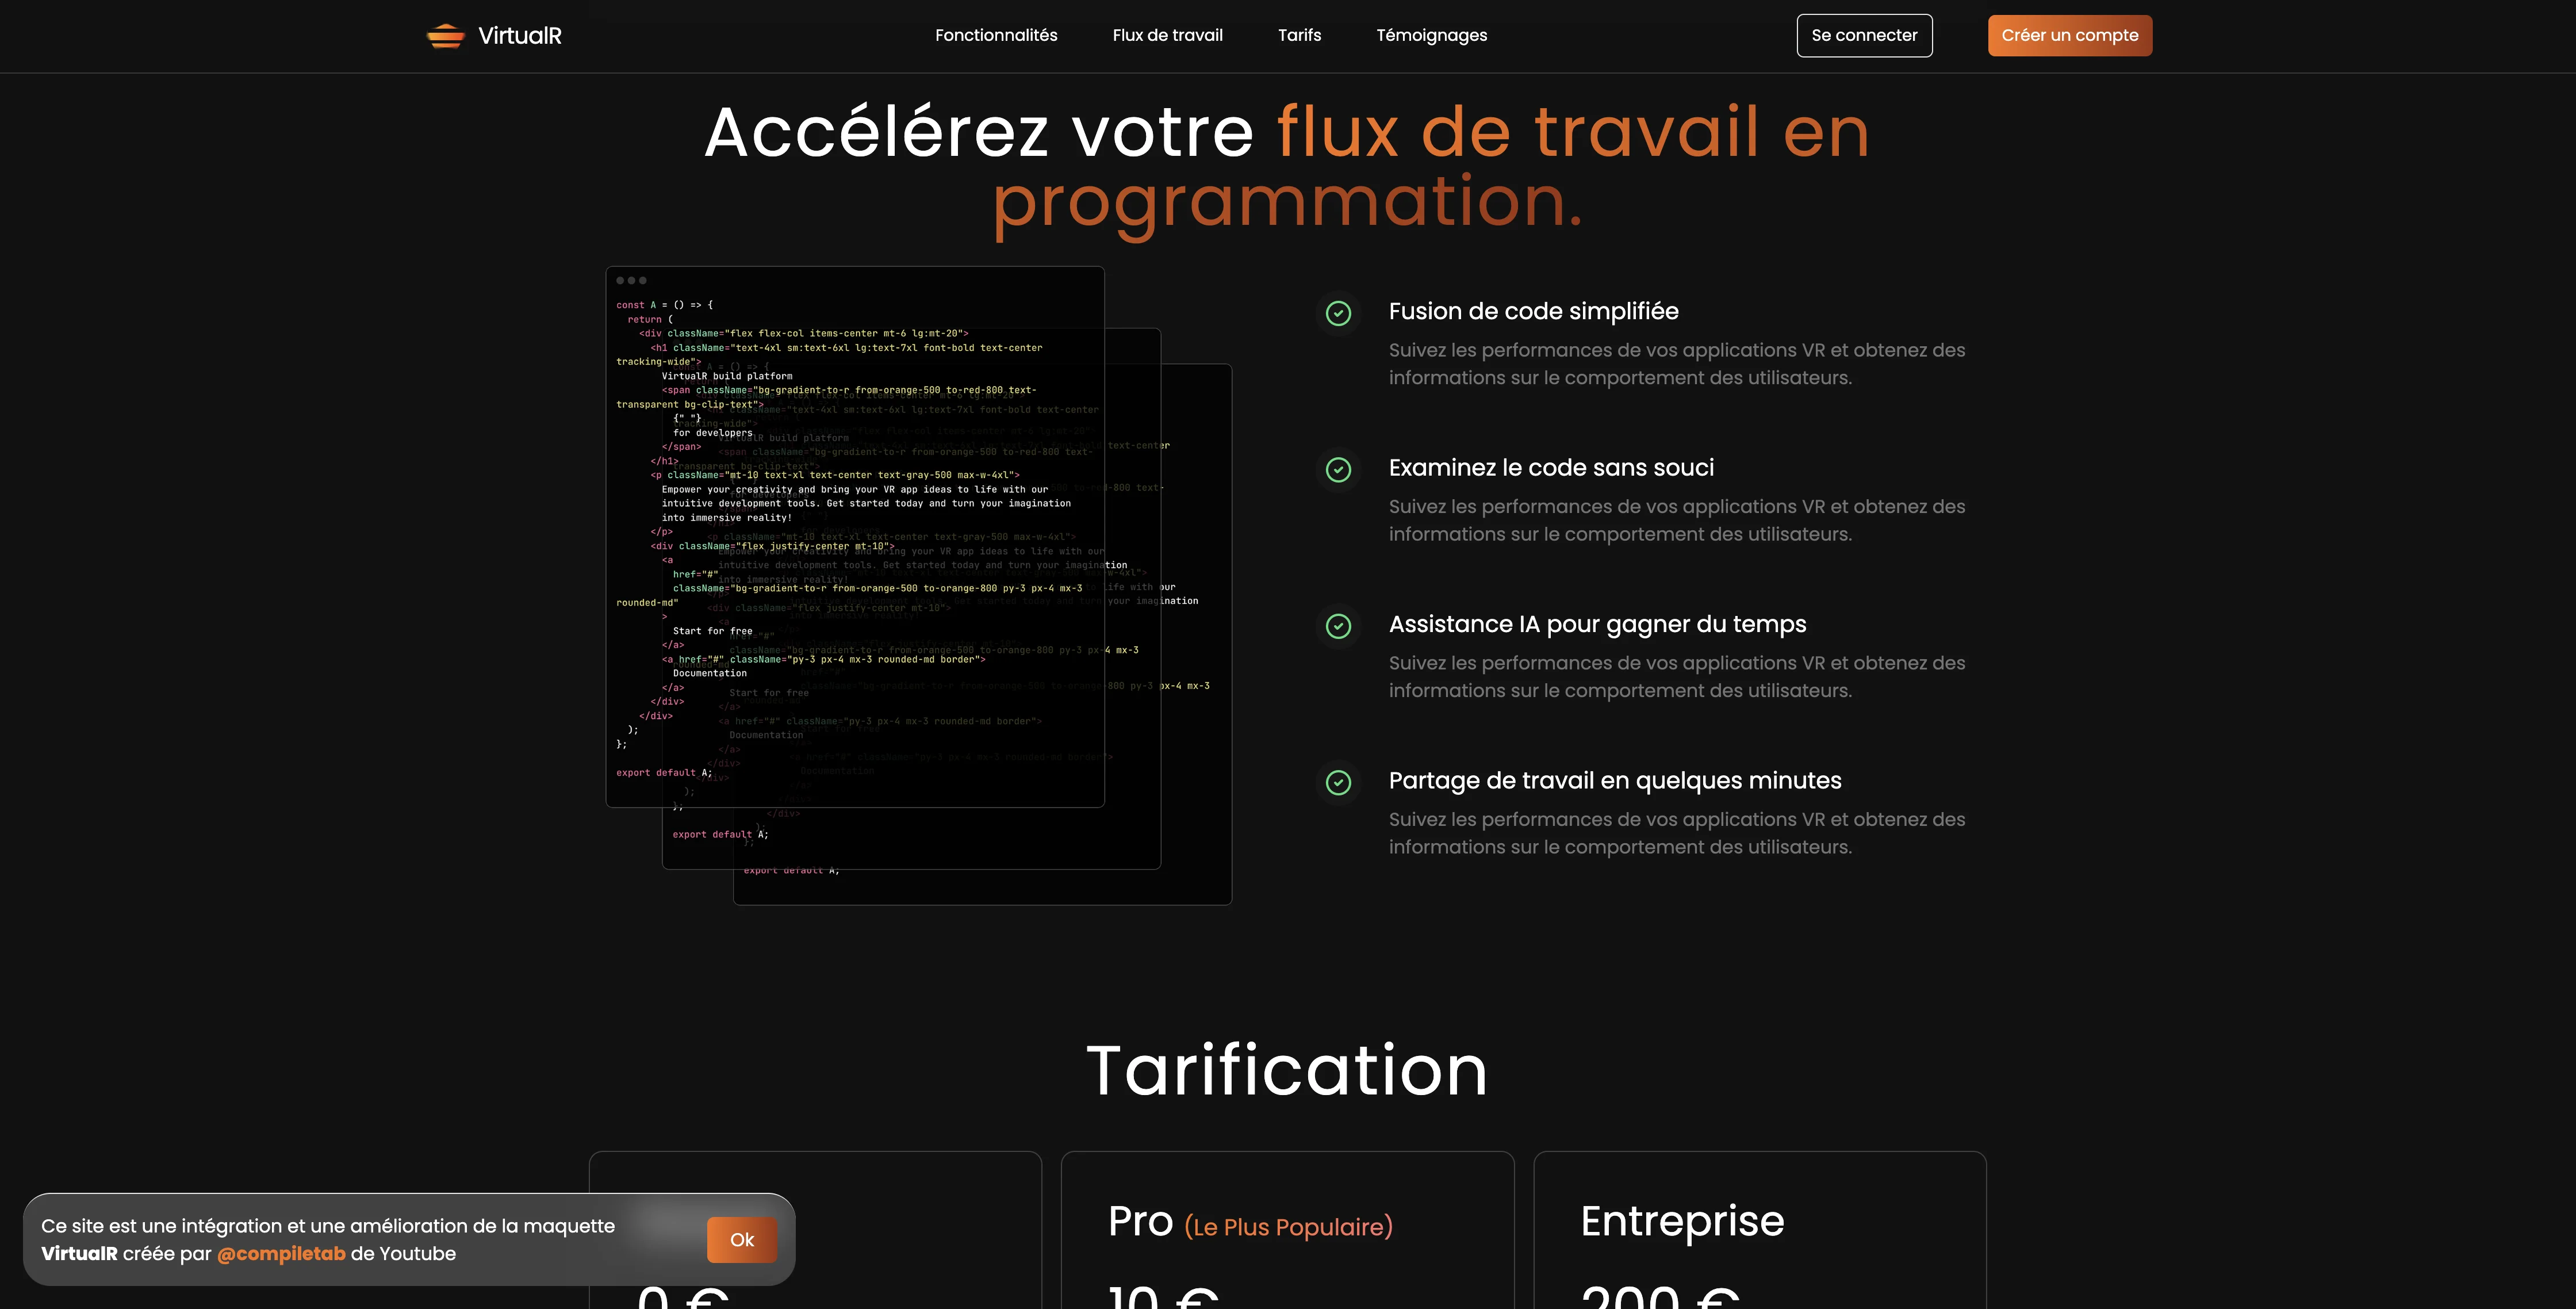 VirtualR
Fonctionnalités
Flux de travail
Tarifs
Témoignages
Se connecter
Créer un compte
Accélérez votre flux de travail en
programmation.
const A = () => {
return (
<div className="flex flex-col items-center mt-6 lg:mt-20">
<h1 className="text-4xl sm:text-6xl lg:text-7xl font-bold text-center
tracking-wide">
VirtualR build platform
<span className="bg-gradient-to-r from-orange-500 to-red-800 text-
transparent bg-clip-text">
{" "}
for developers
</span>
</h1>
<p className="mt-10 text-xl text-center text-gray-500 max-w-4xl">
Empower your creativity and bring your VR app ideas to life with our
intuitive development tools. Get started today and turn your imagination
into immersive reality!
</p>
<div className="flex justify-center mt-10">
<a
href="#"
className="bg-gradient-to-r from-orange-500 to-orange-800 py-3 px-4 mx-3
rounded-md"
>
Start for free
</a>
<a href="#" className="py-3 px-4 mx-3 rounded-md border">
Documentation
</a>
</div>
</div>
);
};
export default A;
};
export default A;
export default A;
Fusion de code simplifiée
Suivez les performances de vos applications VR et obtenez des
informations sur le comportement des utilisateurs.
Examinez le code sans souci
Suivez les performances de vos applications VR et obtenez des
informations sur le comportement des utilisateurs.
Assistance IA pour gagner du temps
Suivez les performances de vos applications VR et obtenez des
informations sur le comportement des utilisateurs.
Partage de travail en quelques minutes
Suivez les performances de vos applications VR et obtenez des
informations sur le comportement des utilisateurs.
Tarification
Pro (Le Plus Populaire)
Entreprise
0 €
10 €
200 €
Ce site est une intégration et une amélioration de la maquette
VirtualR créée par @compiletab de Youtube
Ok